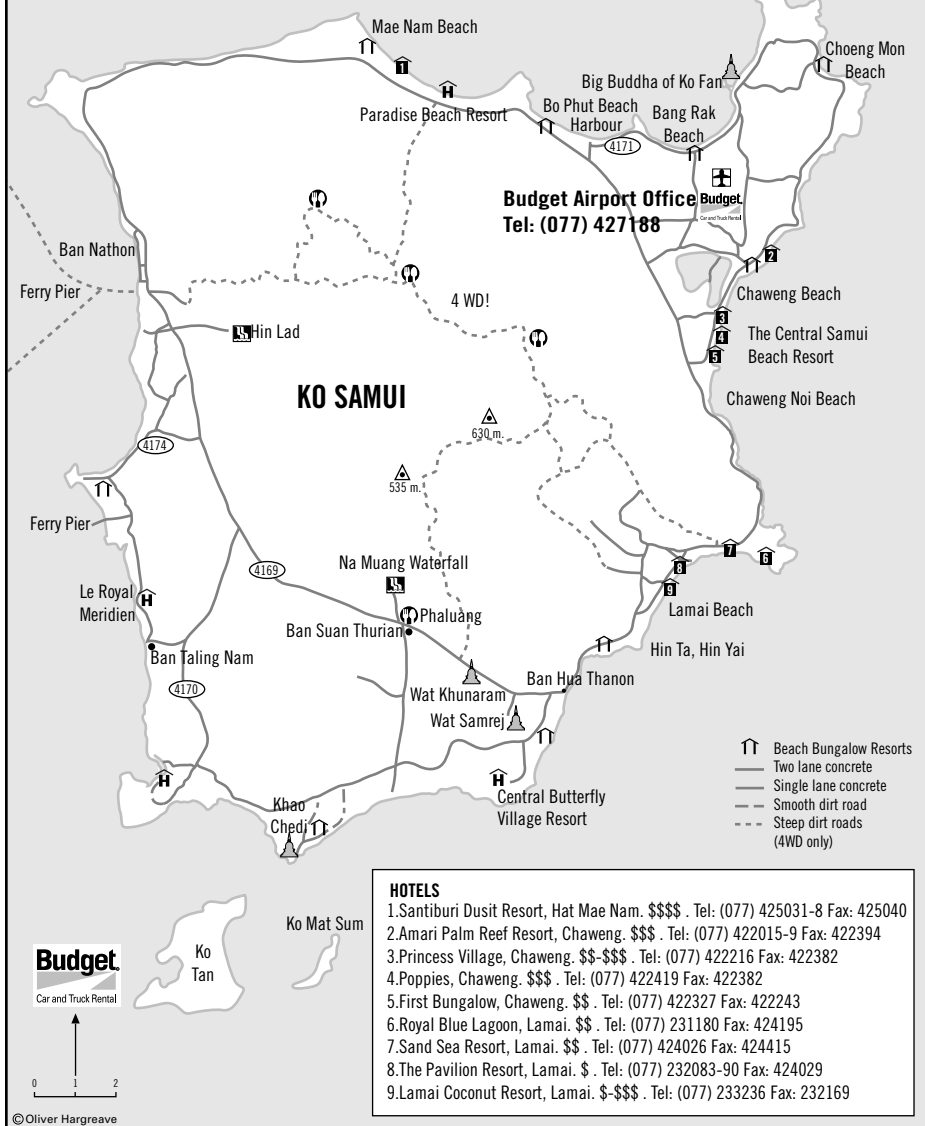 Mae Nam Beach
1
H
Paradise Beach Resort
Big Buddha of Ko Fan
Choeng Mon
Beach
Bo Phut Beach
Harbour
Bang Rak
Beach
4171
Budget Airport Office
Tel: (077) 427188
Budget®
Car and Truck Rental
Ban Nathon
Ferry Pier
4 WD!
2
Chaweng Beach
3
4
5
The Central Samui
Beach Resort
Hin Lad
KO SAMUI
Chaweng Noi Beach
630 m.
535 m.
4174
Ferry Pier
4169
Na Muang Waterfall
7
6
8
9
Le Royal
Meridien
H
Phaluang
Ban Suan Thurian
Lamai Beach
Hin Ta, Hin Yai
Ban Taling Nam
4170
Wat Khunaram
Ban Hua Thanon
Wat Samrej
H
H
Central Butterfly
Village Resort
Khao
Chedi
Beach Bungalow Resorts
Two lane concrete
Single lane concrete
Smooth dirt road
Steep dirt roads
(4WD only)
Ko
Tan
Ko Mat Sum
HOTELS
1.Santiburi Dusit Resort, Hat Mae Nam. $$$$ . Tel: (077) 425031-8 Fax: 425040
2.Amari Palm Reef Resort, Chaweng. $$$ . Tel: (077) 422015-9 Fax: 422394
3.Princess Village, Chaweng. $$-$$$ . Tel: (077) 422216 Fax: 422382
4.Poppies, Chaweng. $$$ . Tel: (077) 422419 Fax: 422382
5.First Bungalow, Chaweng. $$ . Tel: (077) 422327 Fax: 422243
6.Royal Blue Lagoon, Lamai. $$ . Tel: (077) 231180 Fax: 424195
7.Sand Sea Resort, Lamai. $$ . Tel: (077) 424026 Fax: 424415
8.The Pavilion Resort, Lamai. $ . Tel: (077) 232083-90 Fax: 424029
9.Lamai Coconut Resort, Lamai. $-$$$ . Tel: (077) 233236 Fax: 232169
Budget®
Car and Truck Rental
0 1 2
©Oliver Hargreave